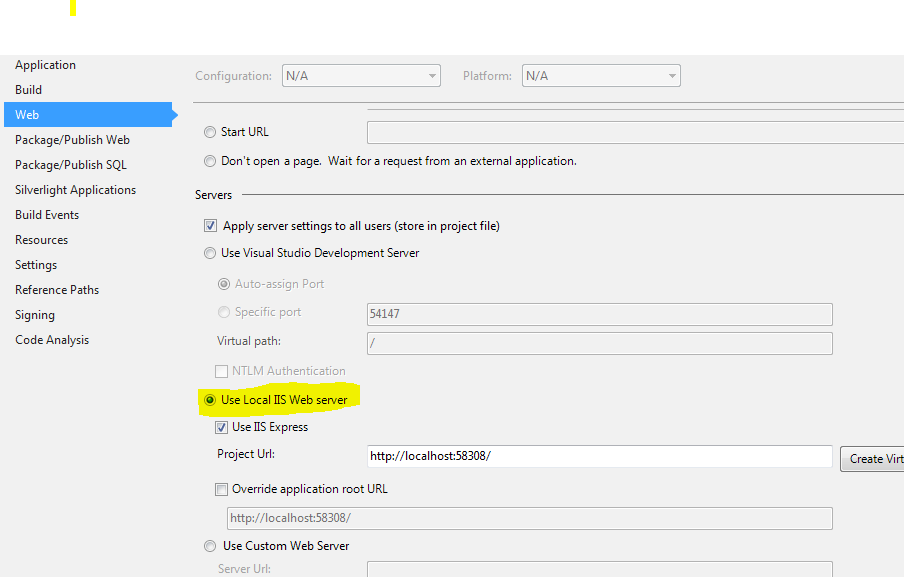 Application
Build
Web
Package/Publish Web
Package/Publish SQL
Silverlight Applications
Build Events
Resources
Settings
Reference Paths
Signing
Code Analysis
Configuration: N/A Platform: N/A
Start URL
Don't open a page. Wait for a request from an external application.
Servers
Apply server settings to all users (store in project file)
Use Visual Studio Development Server
Auto-assign Port
Specific port 54147
Virtual path: /
NTLM Authentication
Use Local IIS Web server
Use IIS Express
Project Url: http://localhost:58308/ Create Virt
Override application root URL
http://localhost:58308/
Use Custom Web Server
Server Url: